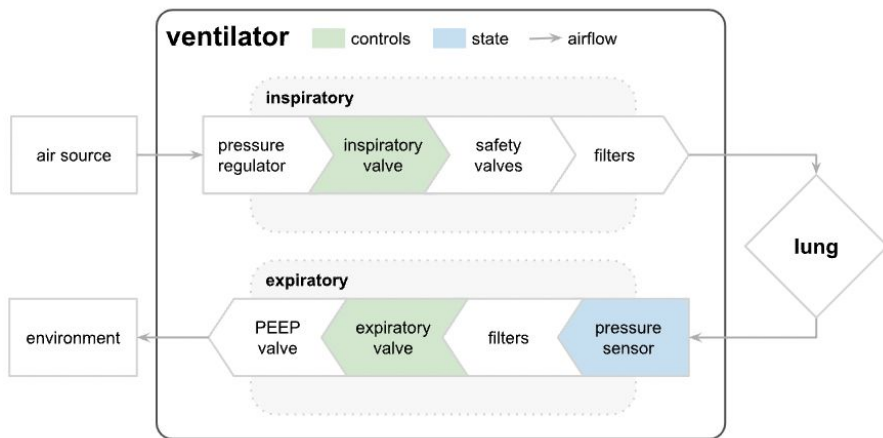 ventilator
controls
state
airflow
inspiratory
air source
pressure
regulator
inspiratory
valve
safety
valves
filters
lung
expiratory
environment
PEEP
valve
expiratory
valve
filters
pressure
sensor